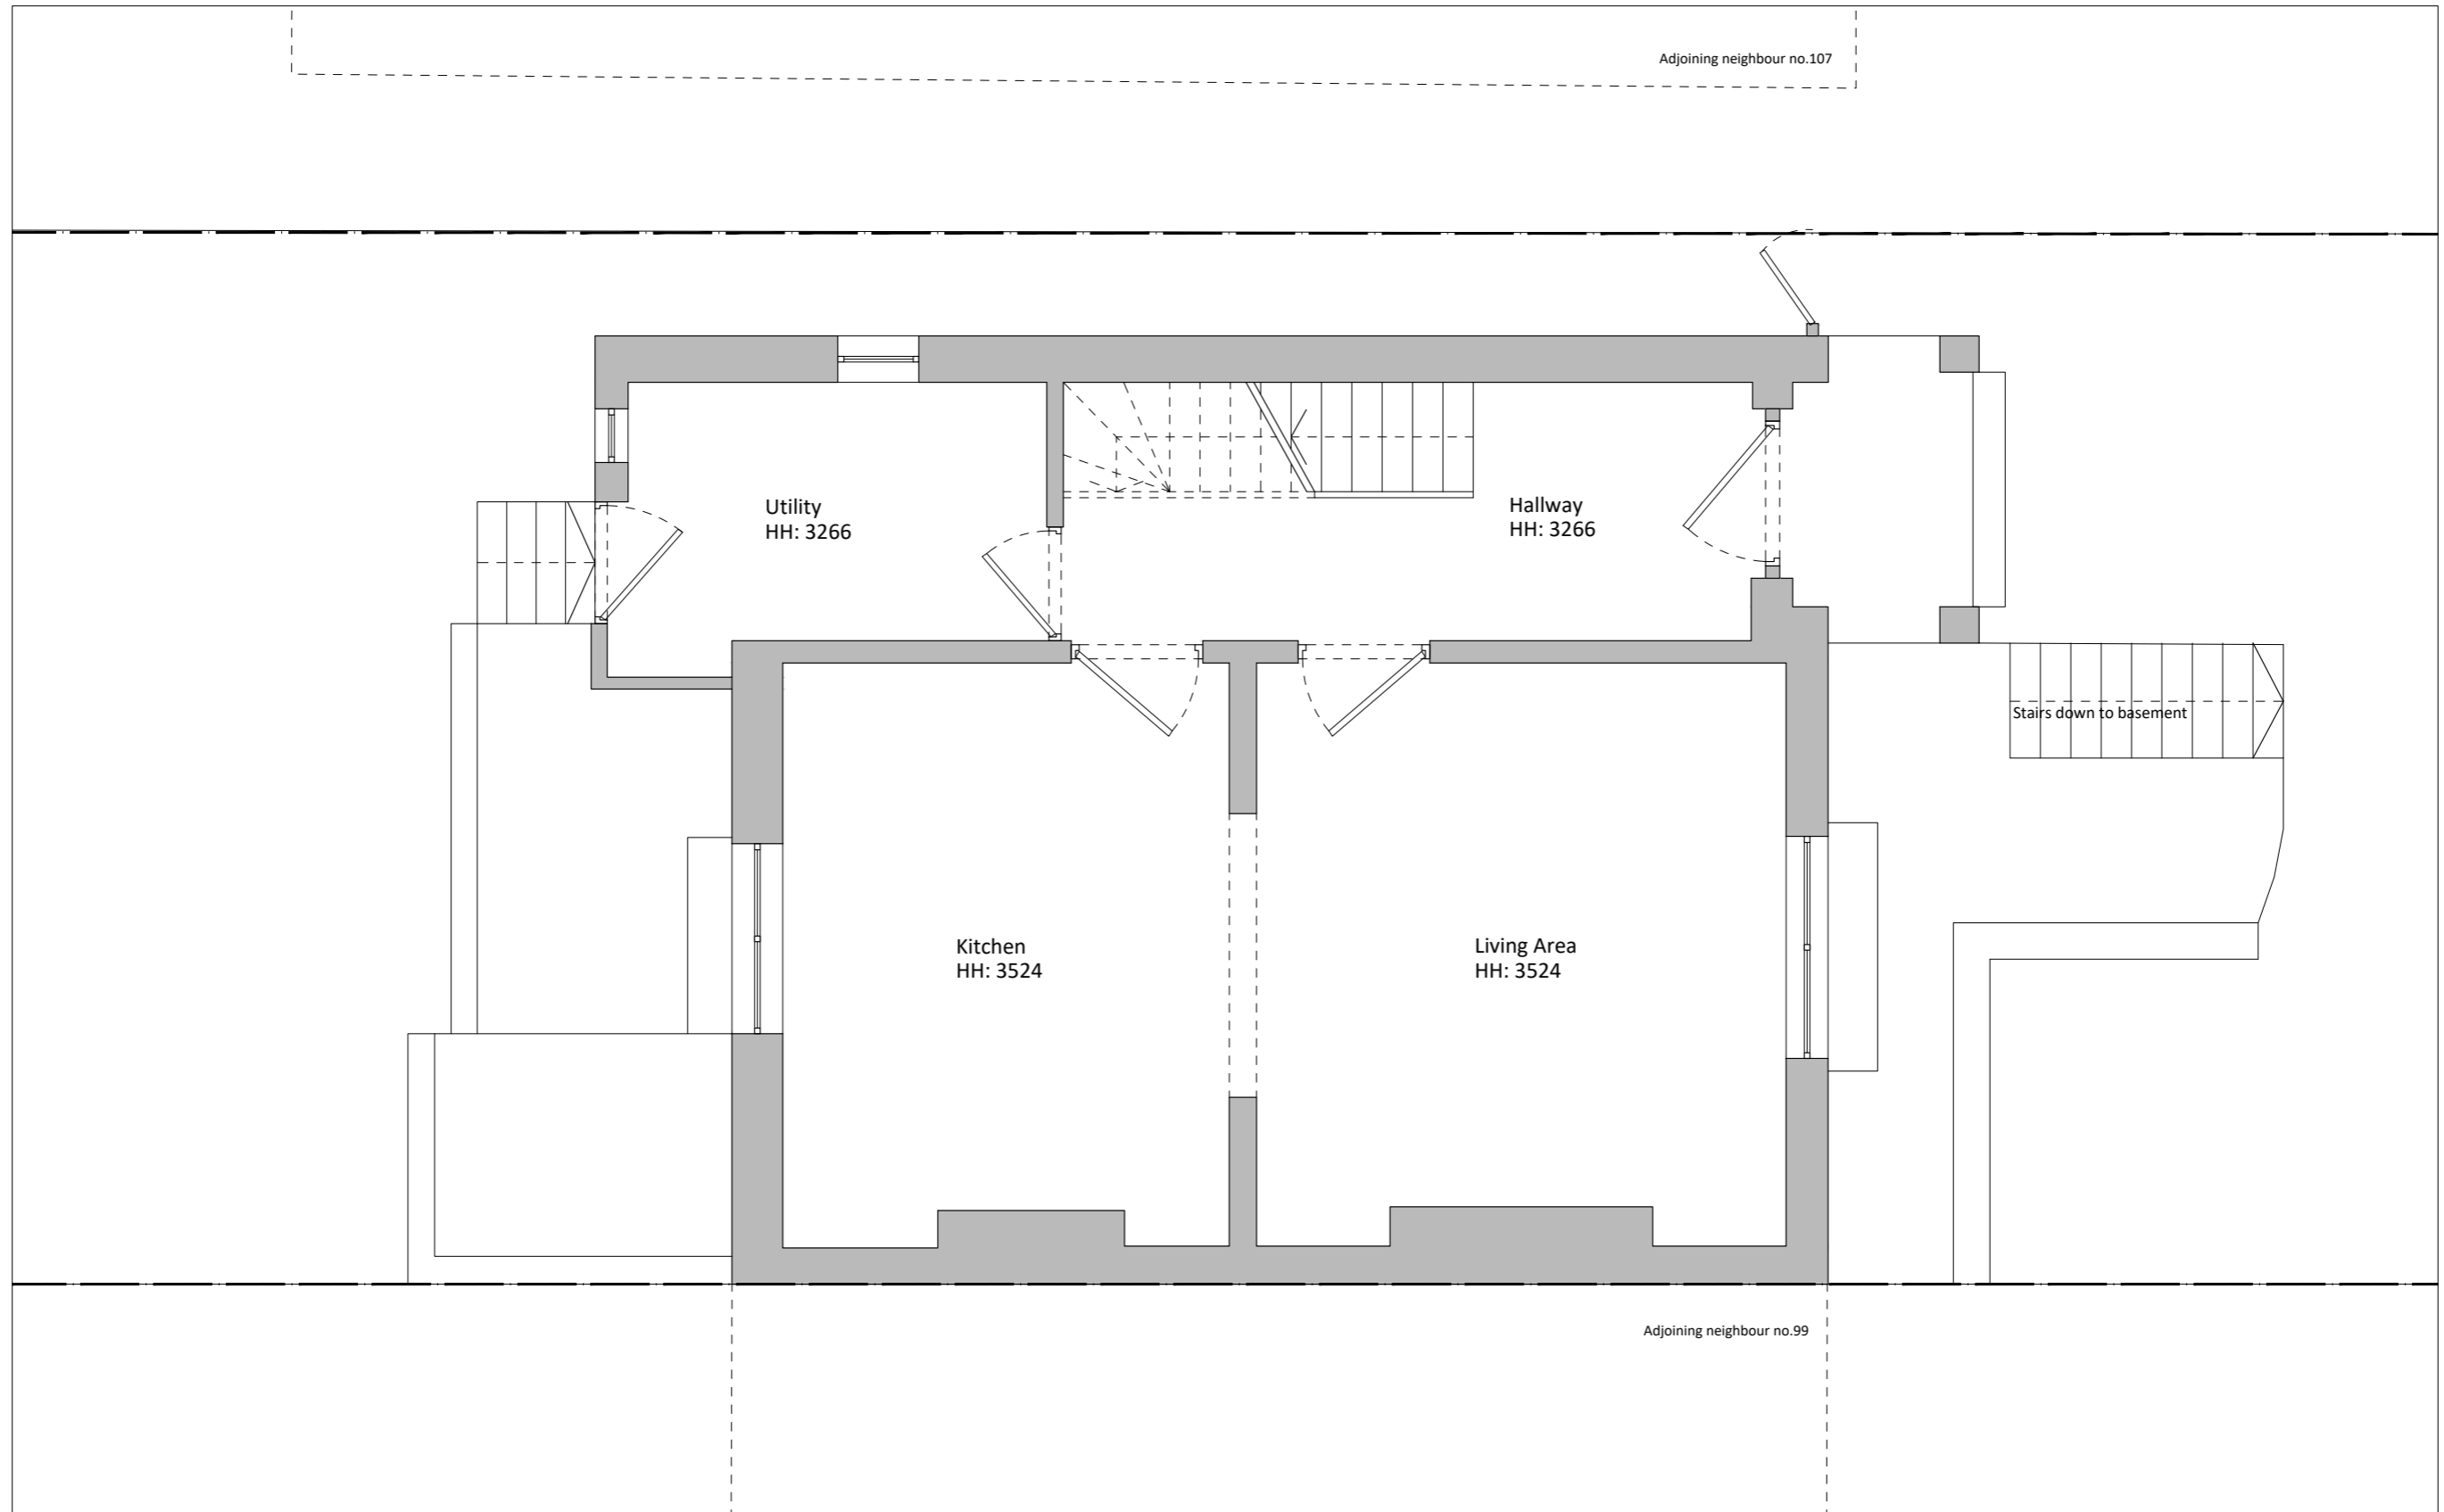 Adjoining neighbour no.107
Utility
HH: 3266
Hallway
HH: 3266
Stairs down to basement
Kitchen
HH: 3524
Living Area
HH: 3524
Adjoining neighbour no.99